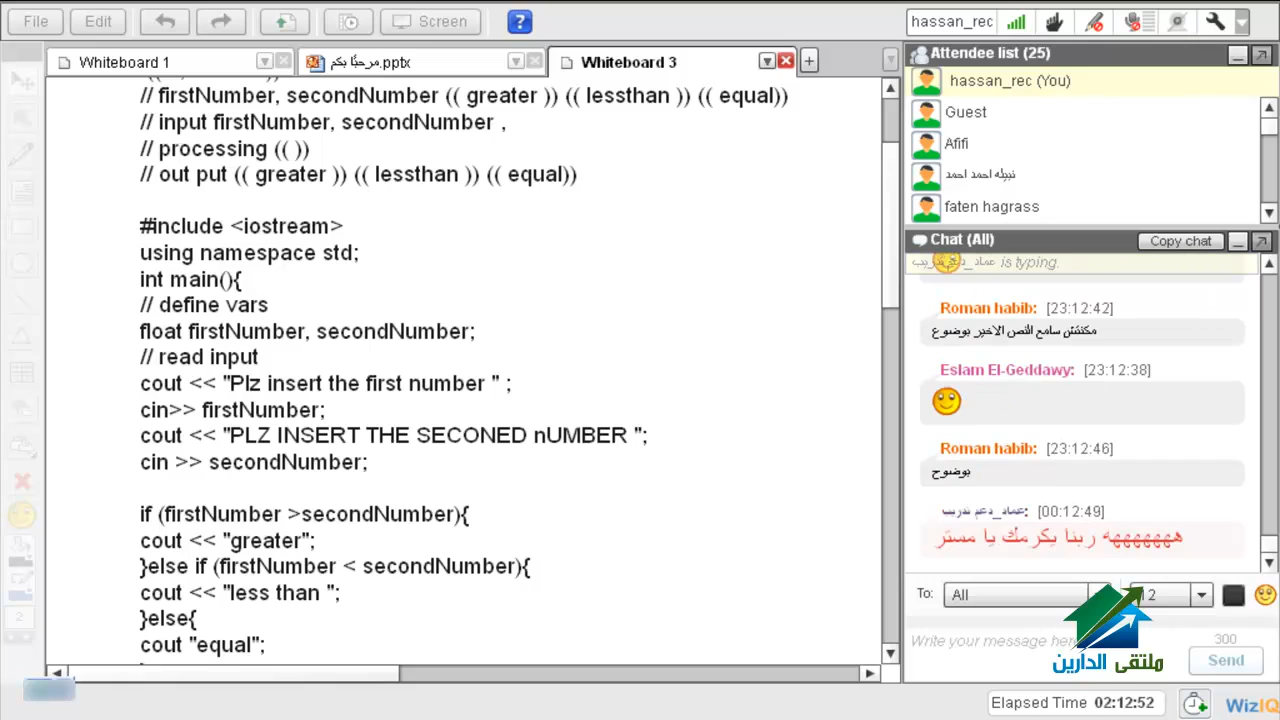 File Edit Screen ?
hassan_rec
Whiteboard 1
مرحبًا بكم.pptx
Whiteboard 3
// firstNumber, secondNumber (( greater )) (( lessthan )) (( equal))
// input firstNumber, secondNumber ,
// processing (( ))
// out put (( greater )) (( lessthan )) (( equal))
#include <iostream>
using namespace std;
int main(){
// define vars
float firstNumber, secondNumber;
// read input
cout << "Plz insert the first number " ;
cin>> firstNumber;
cout << "PLZ INSERT THE SECONED nUMBER ";
cin >> secondNumber;
if (firstNumber >secondNumber){
cout << "greater";
}else if (firstNumber < secondNumber){
cout << "less than ";
}else{
cout "equal";
Attendee list (25)
hassan_rec (You)
Guest
Afifi
نبيله احمد احمد
faten hagrass
Chat (All)
Copy chat
عماد_دعم تدريب is typing.
Roman habib: [23:12:42]
مكنتش سامع النص الاخير بوضوع
Eslam El-Geddawy: [23:12:38]
Roman habib: [23:12:46]
بوضوح
عماد_دعم تدريب: [00:12:49]
هههههههه ربنا يكرمك يا مستر
To: All
2
Write your message here
300
Send
ملتقى الدارين
2
Elapsed Time 02:12:52
WizIQ